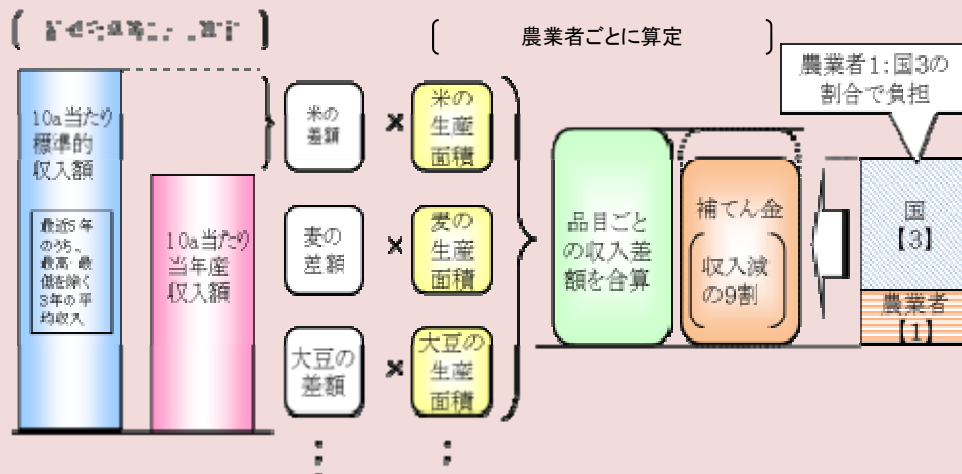 農業者ごとに算定
農業者1:国3の
割合で負担
10a当たり
標準的
収入額
最近5年
のうち、
最高・最
低を除く
3年の平
均収入
10a当たり
当年産
収入額
米の
差額
×
米の
生産
面積
麦の
差額
×
麦の
生産
面積
大豆の
差額
×
大豆の
生産
面積
品目ごと
の収入差
額を合算
補てん金
収入減
の9割
国
【3】
農業者
【1】